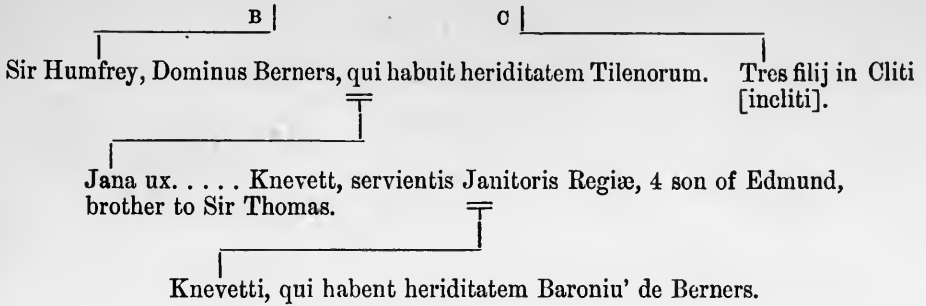 B C
Sir Humfrey, Dominus Berners, qui habuit heriditatem Tilenorum. Tres filij in Cliti
[incliti].
Jana ux. . . . . Knevett, servientis Janitoris Regiæ, 4 son of Edmund,
brother to Sir Thomas.
Knevetti, qui habent heriditatem Baroniu' de Berners.